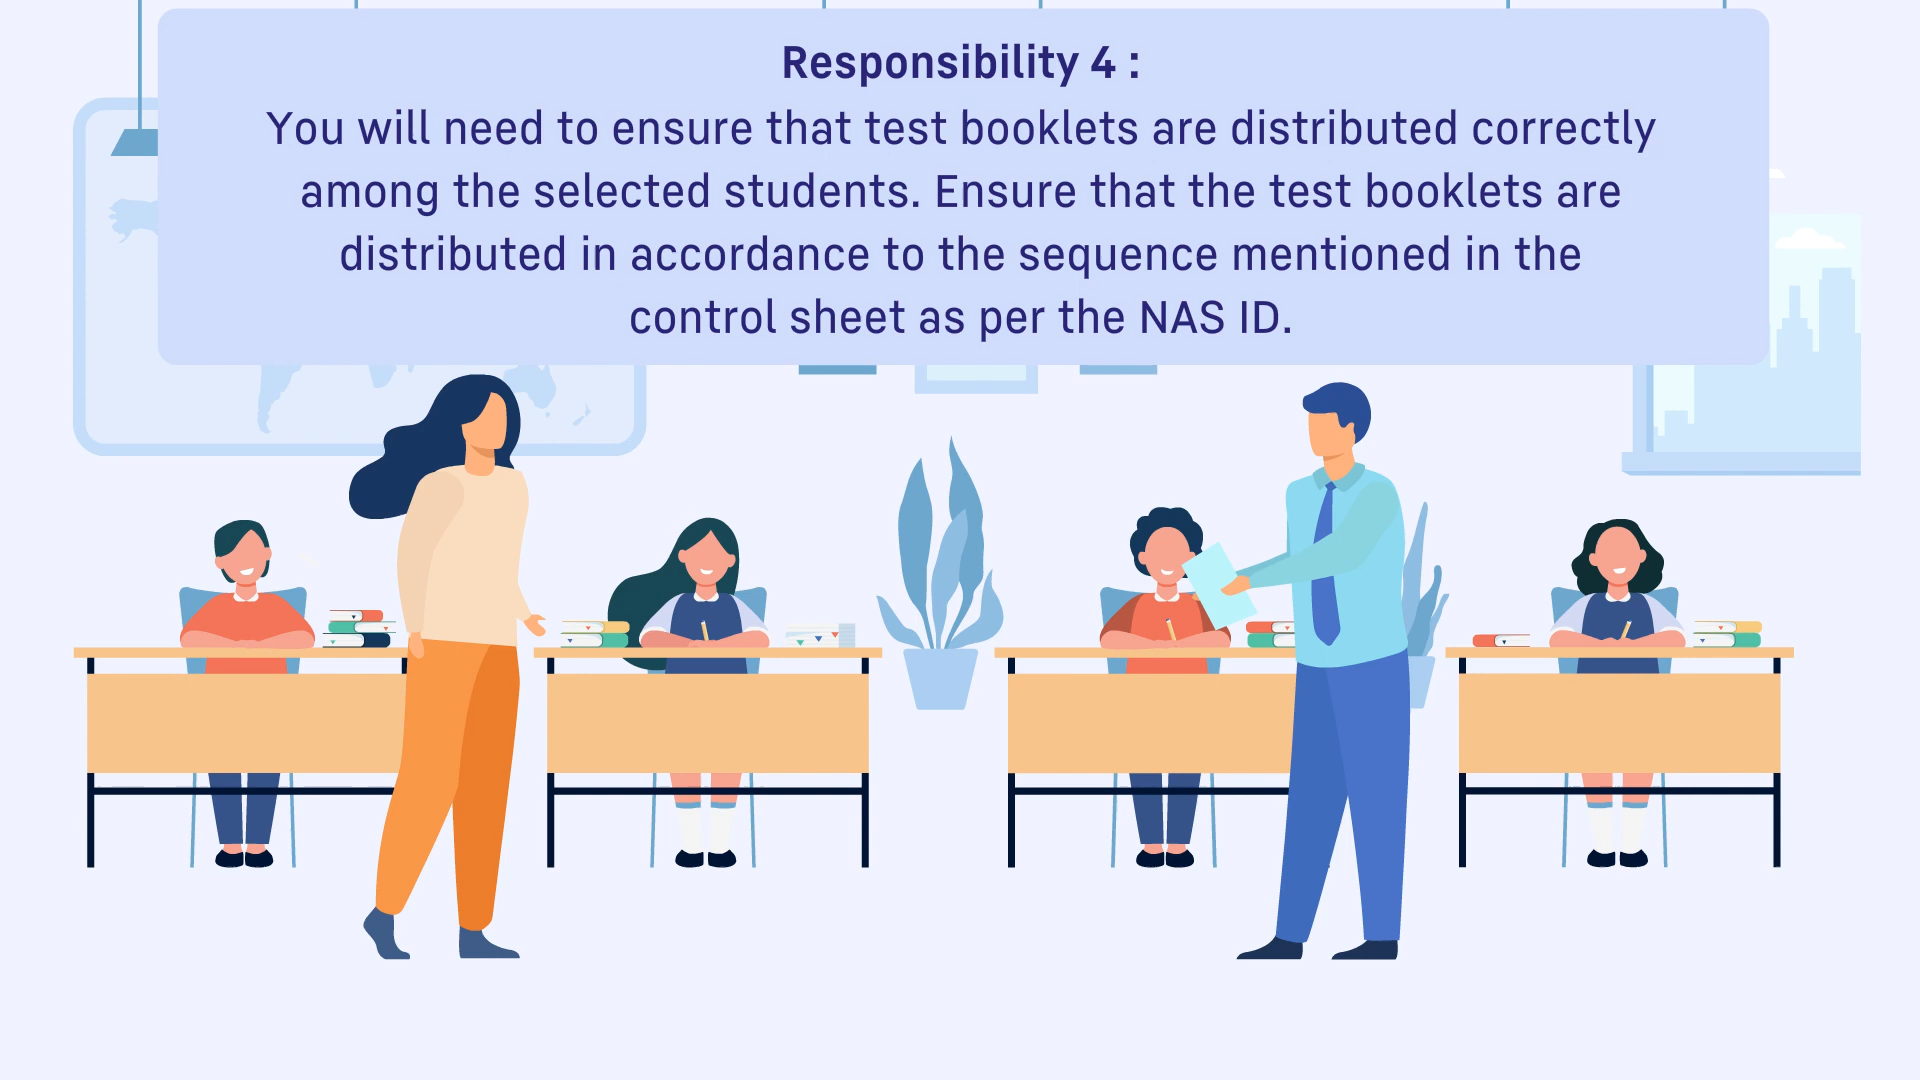 Responsibility 4 :
You will need to ensure that test booklets are distributed correctly
among the selected students. Ensure that the test booklets are
distributed in accordance to the sequence mentioned in the
control sheet as per the NAS ID.